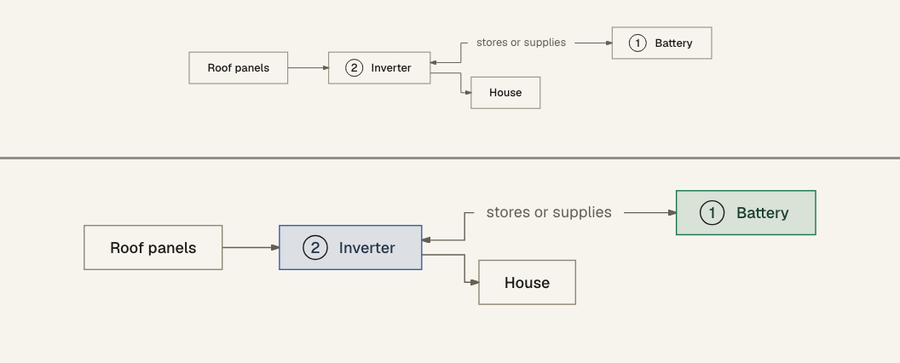 stores or supplies
① Battery
Roof panels
② Inverter
House
stores or supplies
① Battery
Roof panels
② Inverter
House